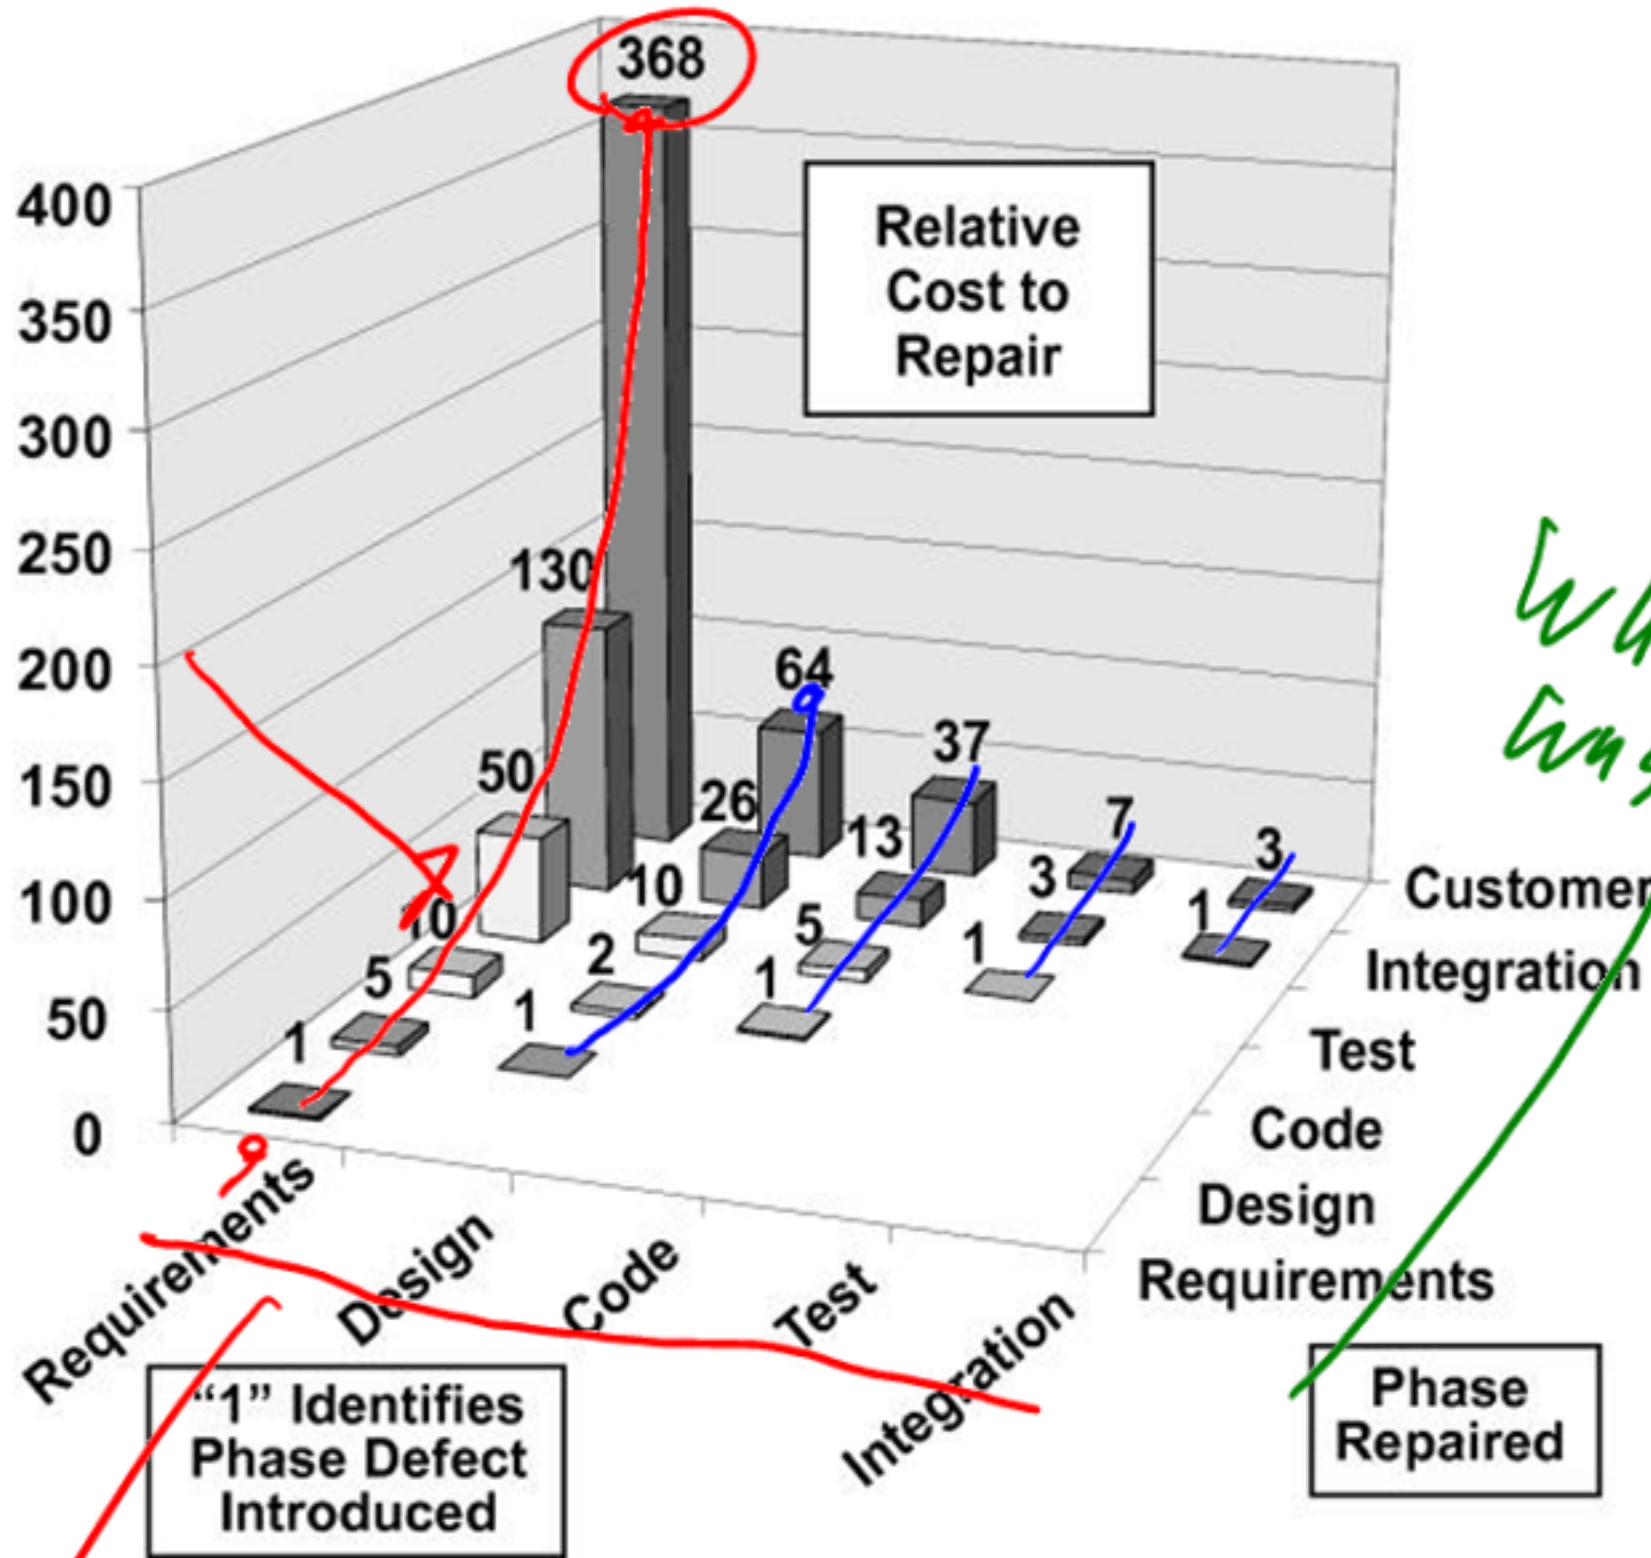 368
400
350
300
250
200
150
100
50
0
Relative
Cost to
Repair
130
64
50
37
26
7
13
3
10
3
10
5
1
5
2
1
1
1
1
Customer
Integration
Test
Code
Design
Requirements
Requirements
Design
Code
Test
Integration
“1” Identifies
Phase Defect
Introduced
Phase
Repaired